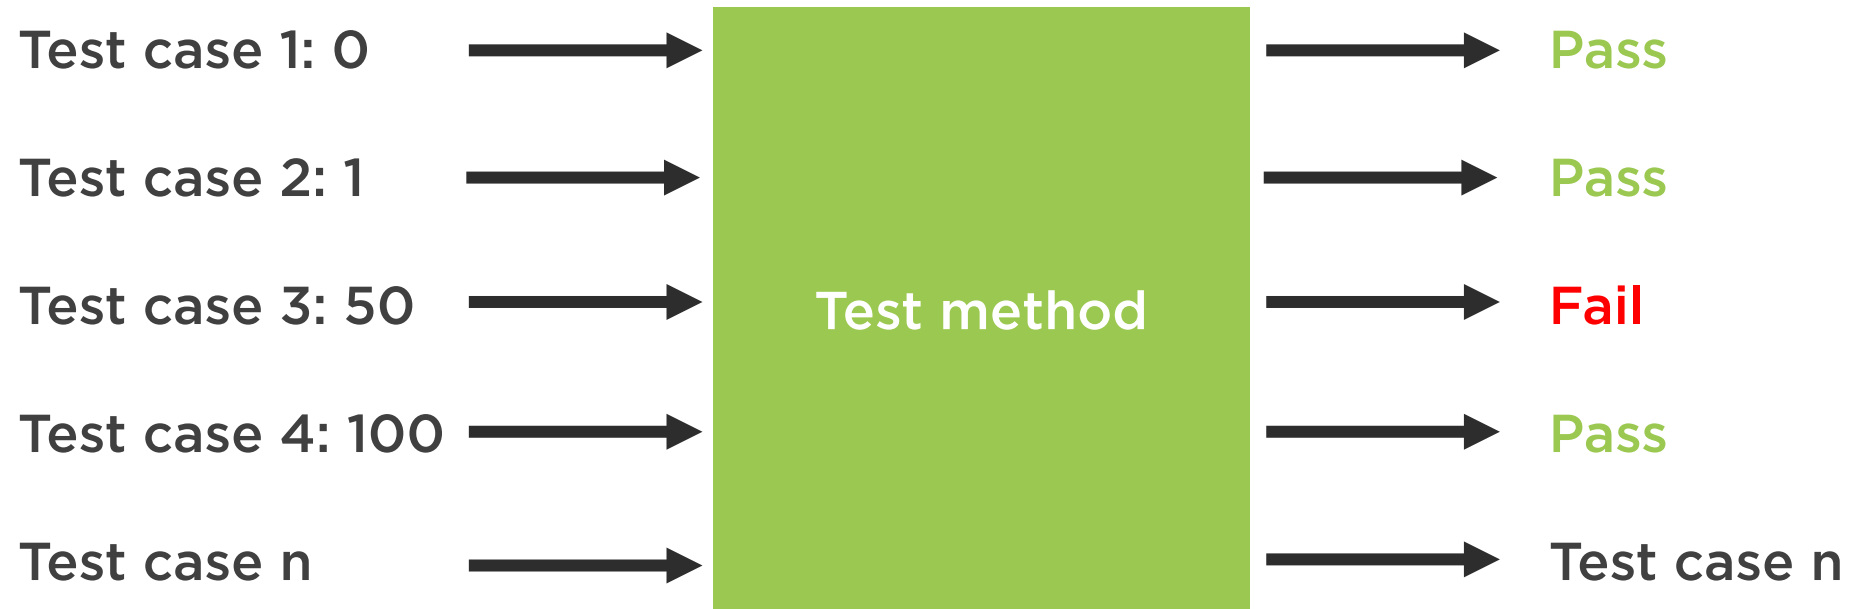 Test case 1: 0
Pass
Test case 2: 1
Pass
Test case 3: 50
Test method
Fail
Test case 4: 100
Pass
Test case n
Test case n